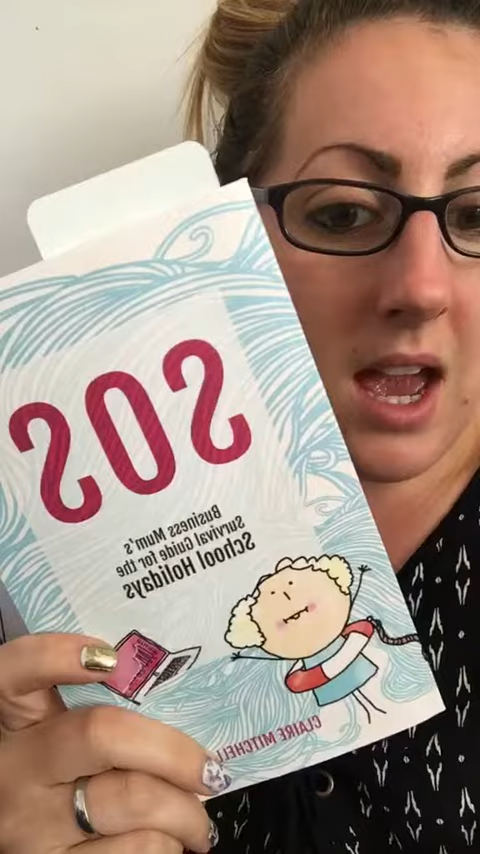 SOS
Business Mum's
Survival Guide for the
School Holidays
CLAIRE MITCHELL